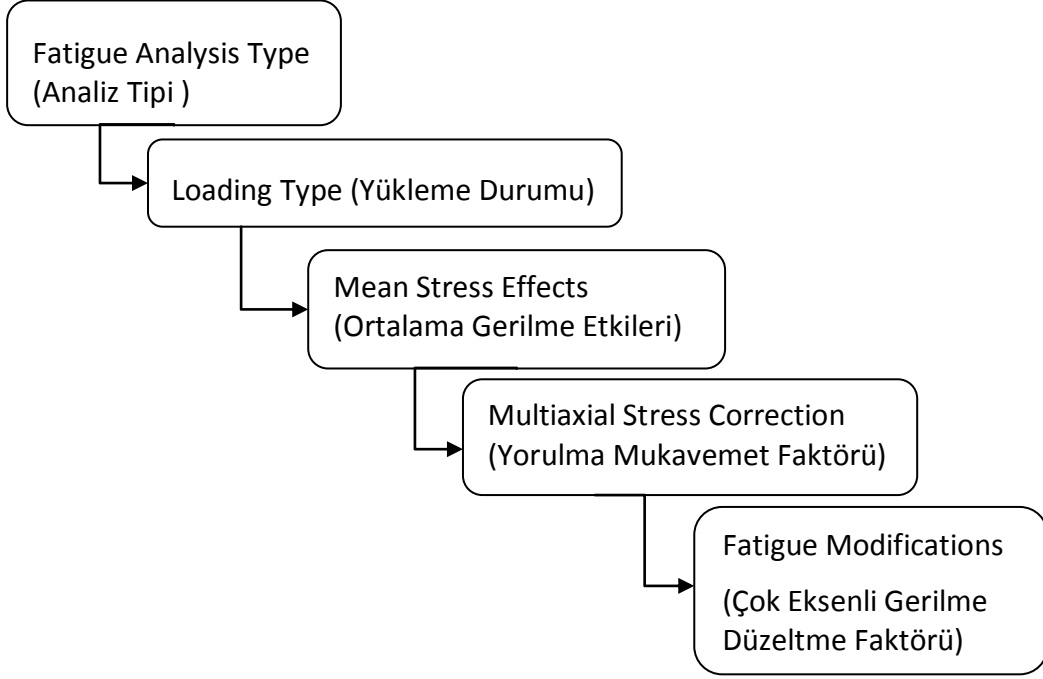 Fatigue Analysis Type
(Analiz Tipi )
Loading Type (Yükleme Durumu)
Mean Stress Effects
(Ortalama Gerilme Etkileri)
Multiaxial Stress Correction
(Yorulma Mukavemet Faktörü)
Fatigue Modifications
(Çok Eksenli Gerilme
Düzeltme Faktörü)